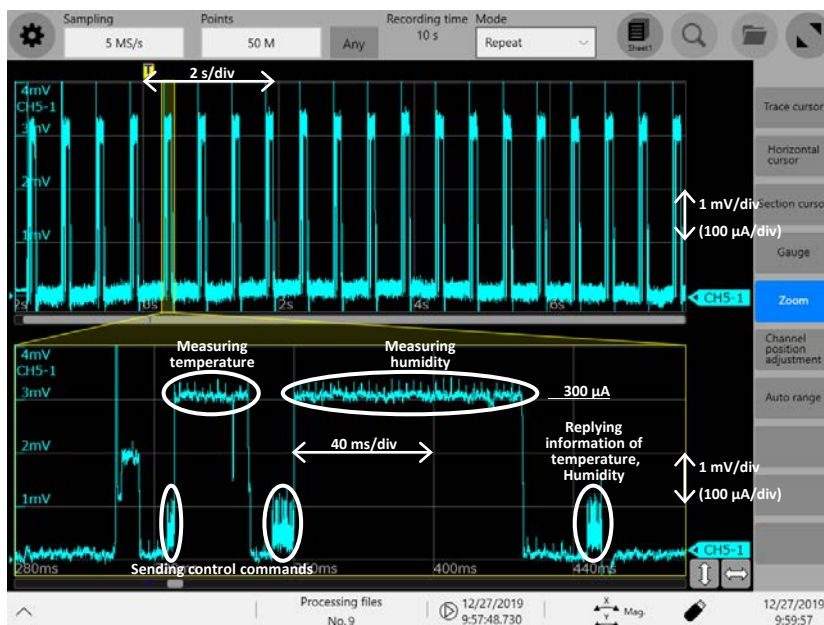 Sampling
5 MS/s
Points
50 M
Any
Recording time
10 s
Mode
Repeat
Sheet1
T
2 s/div
4mV
CH5-1
3mV
2mV
1mV
1 mV/div
(100 µA/div)
CH5-1
2s
0s
2s
4s
6s
Trace cursor
Horizontal
cursor
Section curso
Gauge
Zoom
Channel
position
adjustment
Auto range
4mV
CH5-1
3mV
2mV
1mV
Measuring
temperature
Measuring
humidity
300 µA
40 ms/div
Replying
information of
temperature,
Humidity
1 mV/div
(100 µA/div)
CH5-1
280ms
400ms
440ms
Sending control commands
Processing files
No. 9
12/27/2019
9:57:48.730
X
Y
Mag.
12/27/2019
9:59:57